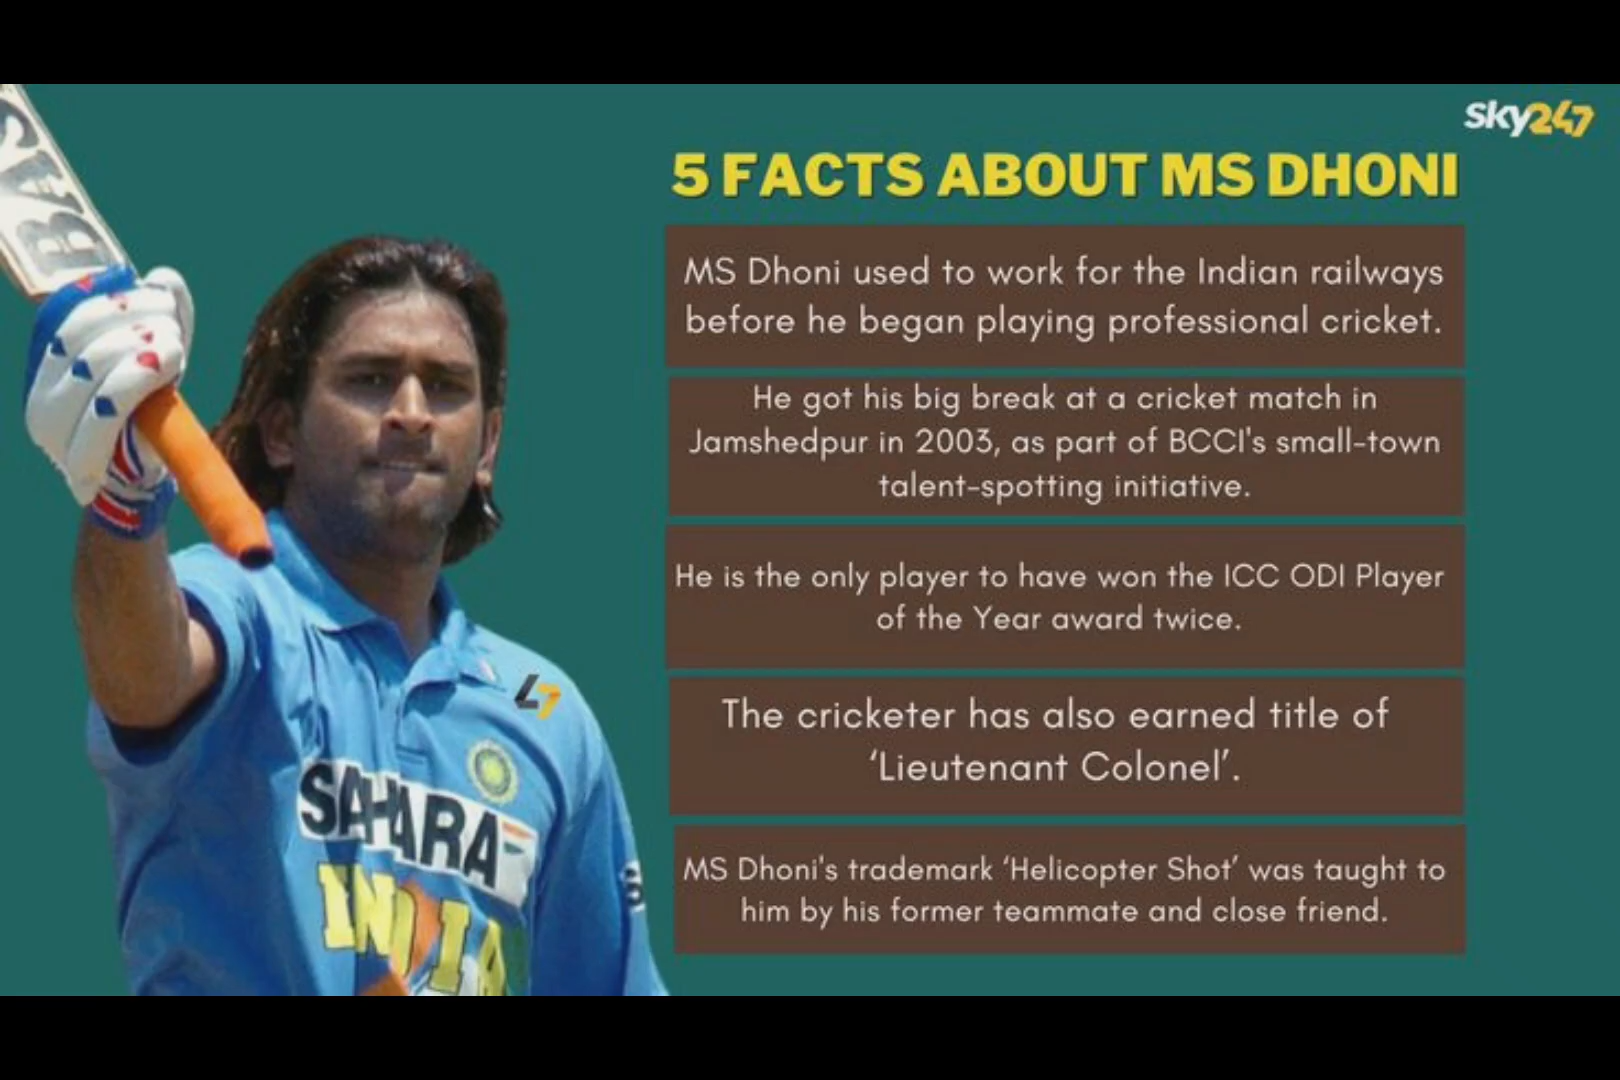 sky247
5 FACTS ABOUT MS DHONI
MS Dhoni used to work for the Indian railways
before he began playing professional cricket.
He got his big break at a cricket match in
Jamshedpur in 2003, as part of BCCI's small-town
talent-spotting initiative.
He is the only player to have won the ICC ODI Player
of the Year award twice.
The cricketer has also earned title of
‘Lieutenant Colonel’.
MS Dhoni's trademark ‘Helicopter Shot’ was taught to
him by his former teammate and close friend.
BAS
47
SAHARA
INDIA